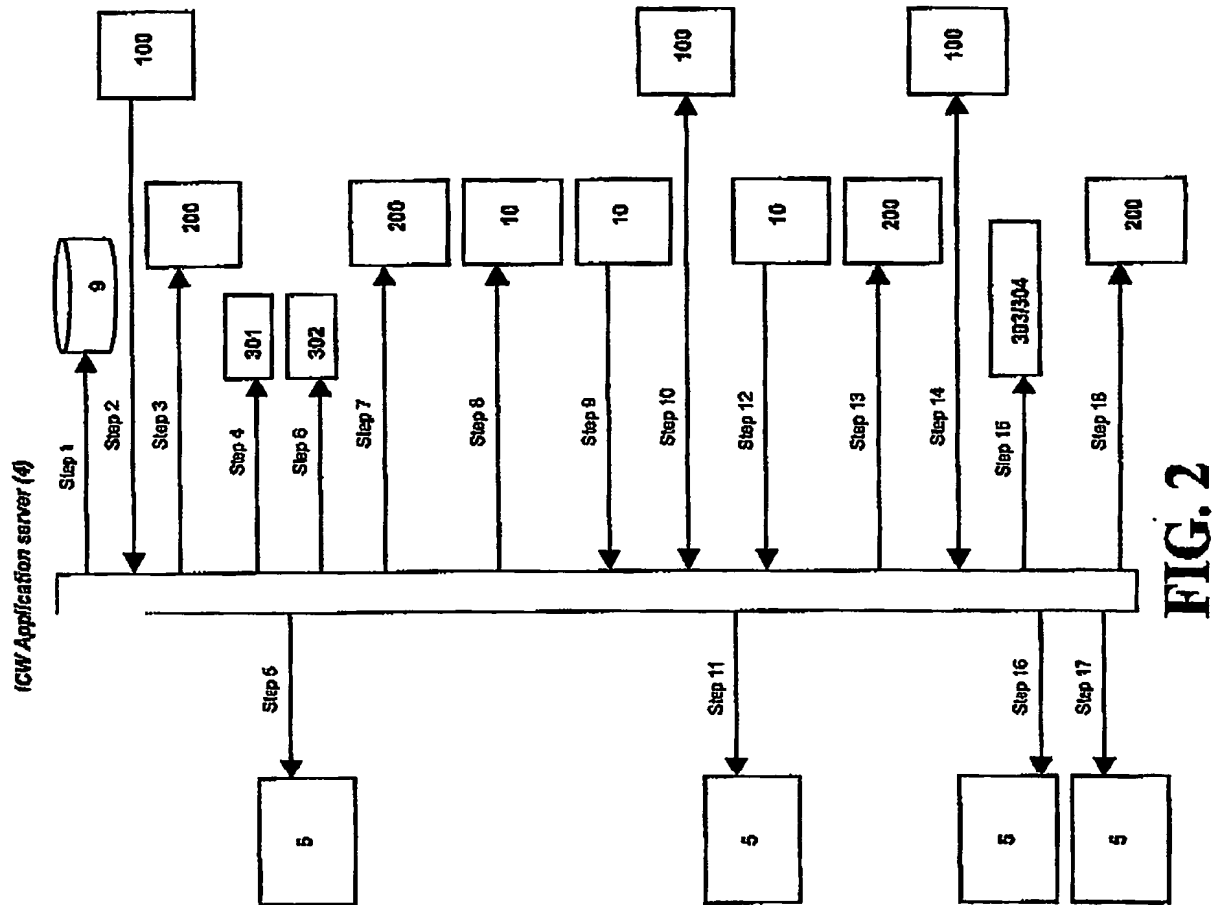 ICW Application server (4)
Step 1
9
Step 2
100
Step 3
200
Step 4
301
Step 5
5
Step 6
302
Step 7
200
Step 8
10
Step 9
10
Step 10
100
Step 11
5
Step 12
10
Step 13
200
Step 14
100
Step 15
303/304
Step 16
5
Step 17
5
Step 18
200
FIG. 2